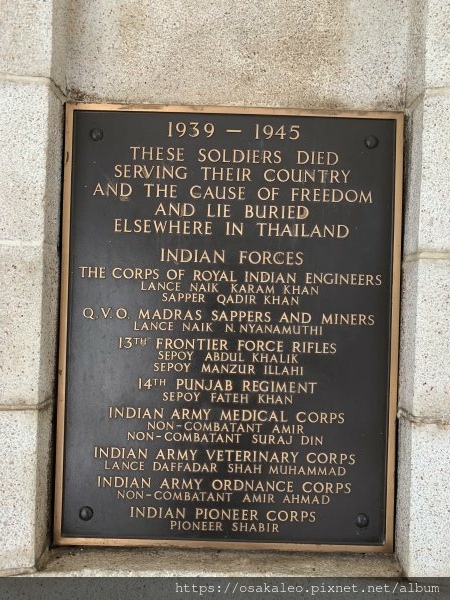 1939 – 1945
THESE SOLDIERS DIED
SERVING THEIR COUNTRY
AND THE CAUSE OF FREEDOM
AND LIE BURIED
ELSEWHERE IN THAILAND
INDIAN FORCES
THE CORPS OF ROYAL INDIAN ENGINEERS
LANCE NAIK KARAM KHAN
SAPPER QADIR KHAN
Q.V.O. MADRAS SAPPERS AND MINERS
LANCE NAIK N. NYANAMUTHI
13TH FRONTIER FORCE RIFLES
SEPOY ABDUL KHALIK
SEPOY MANZUR ILLAHI
14TH PUNJAB REGIMENT
SEPOY FATEH KHAN
INDIAN ARMY MEDICAL CORPS
NON-COMBATANT AMIR
NON-COMBATANT SURAJ DIN
INDIAN ARMY VETERINARY CORPS
LANCE DAFFADAR SHAH MUHAMMAD
INDIAN ARMY ORDNANCE CORPS
NON-COMBATANT AMIR AHMAD
INDIAN PIONEER CORPS
PIONEER SHABIR
https://osakaleo.pixnet.net/album